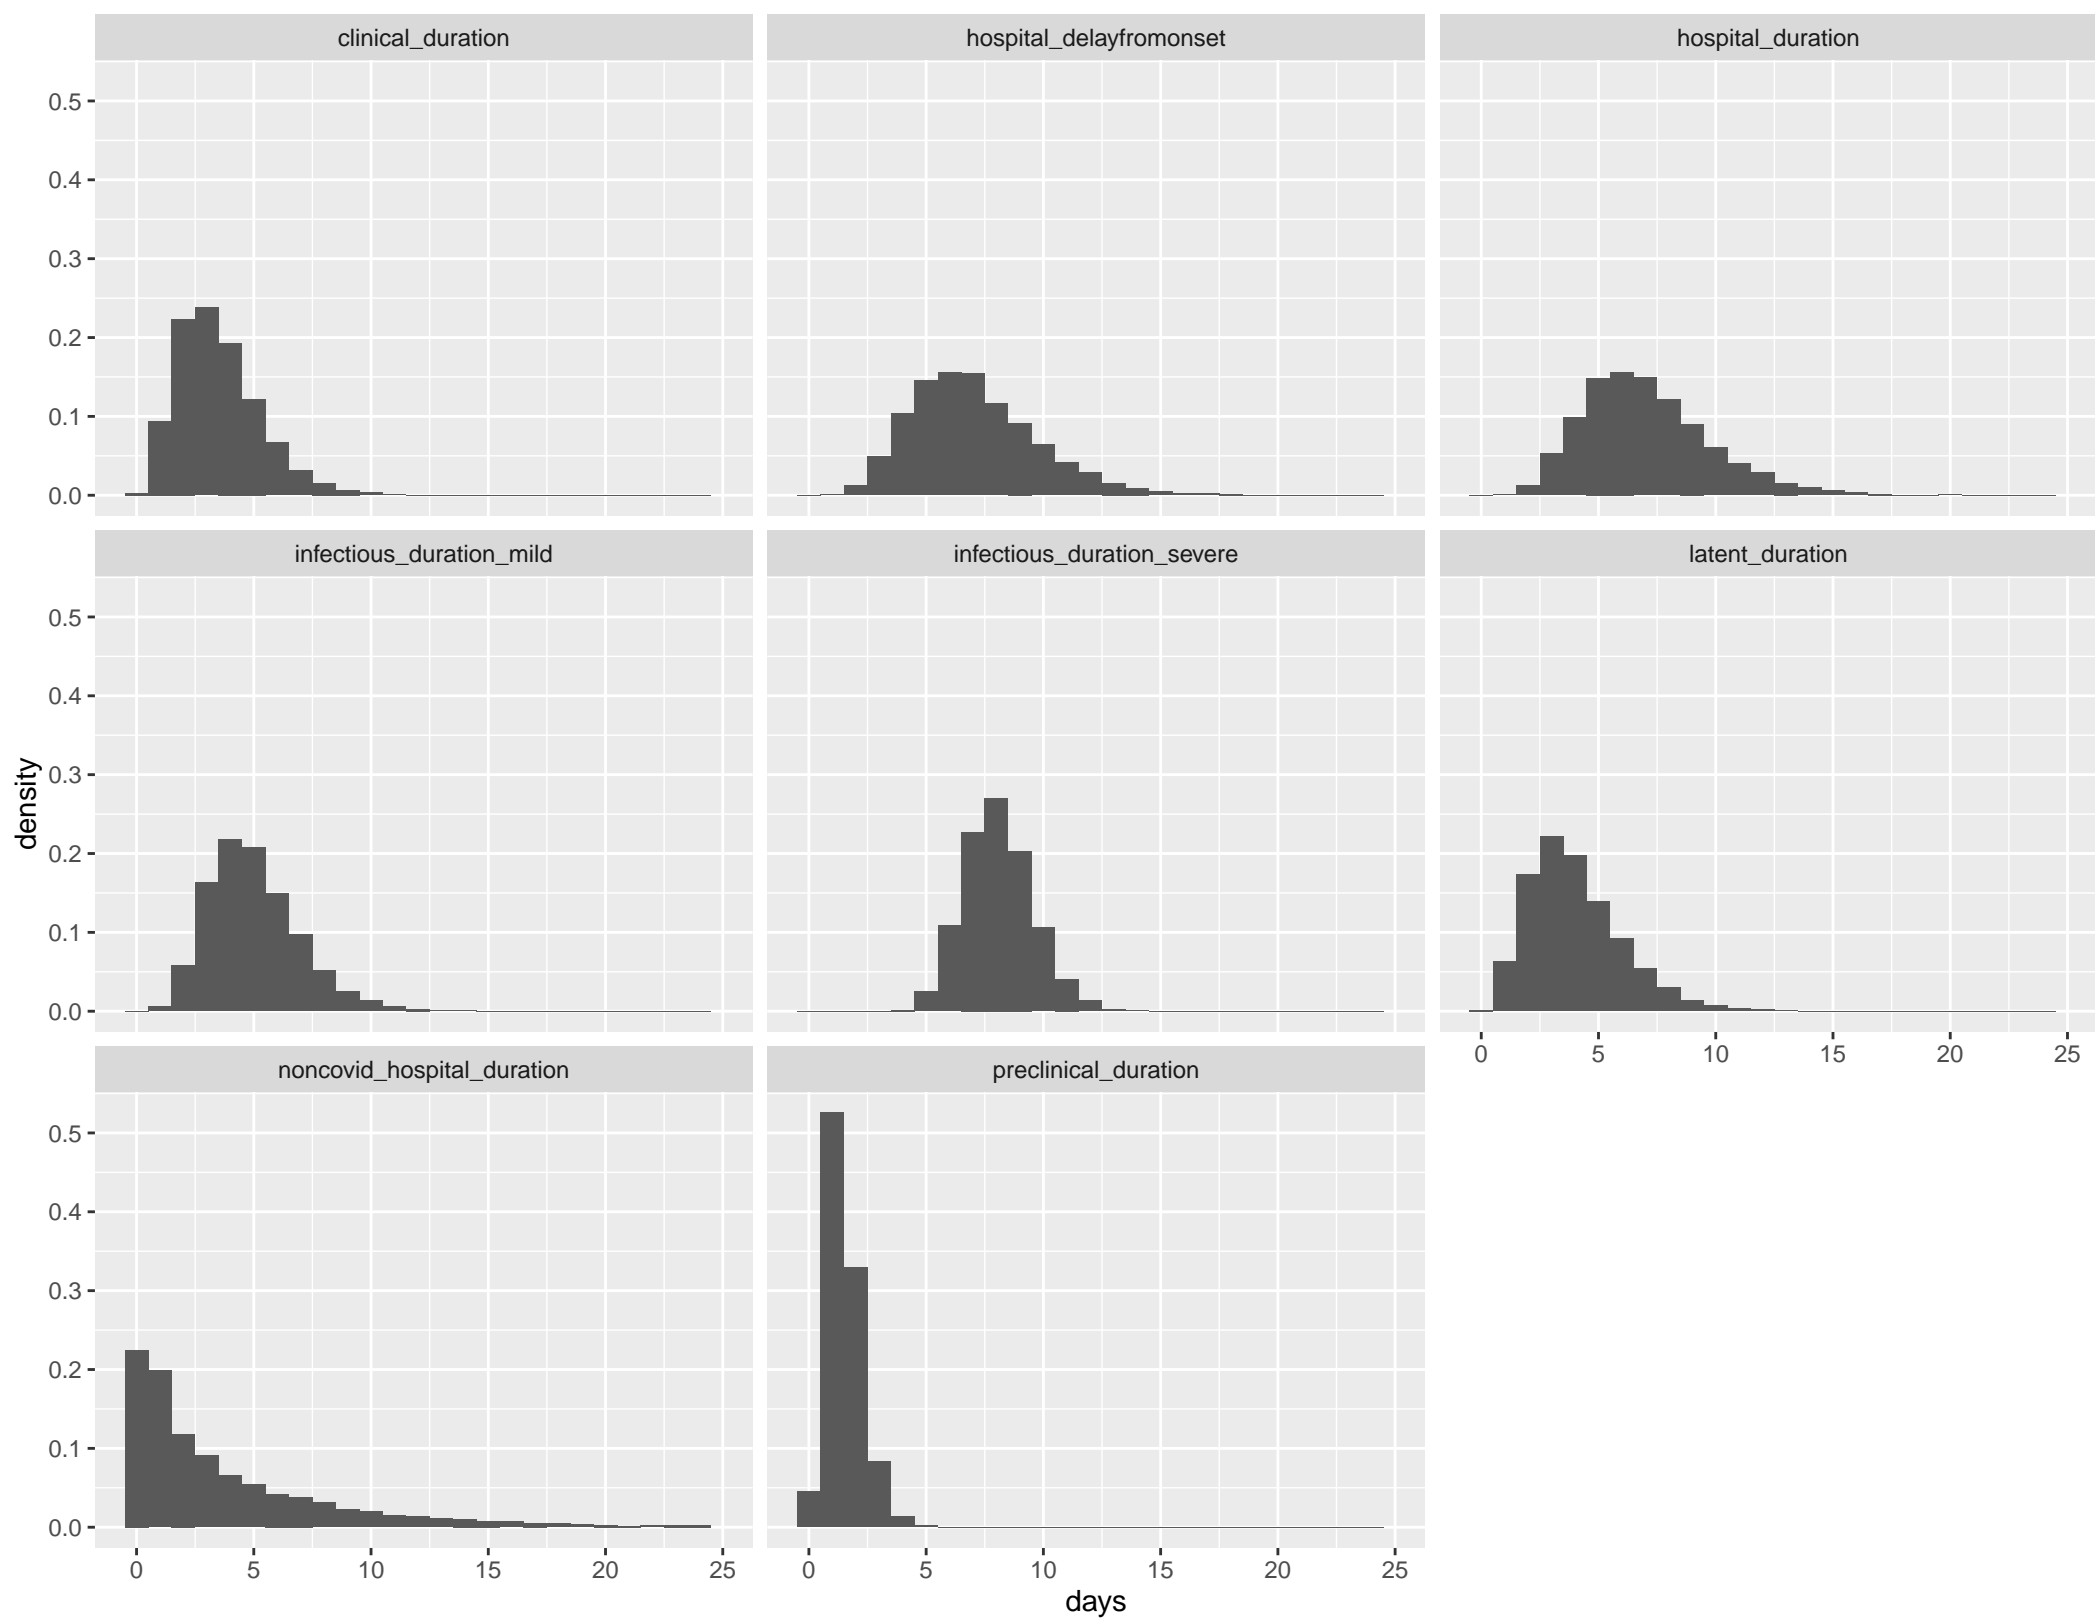 clinical_duration
hospital_delayfromonset
hospital_duration
0.5
0.4
0.3
0.2
0.1
0.0
infectious_duration_mild
infectious_duration_severe
latent_duration
0.5
0.4
0.3
0.2
0.1
0.0
0 5 10 15 20 25
noncovid_hospital_duration
preclinical_duration
0.5
0.4
0.3
0.2
0.1
0.0
0 5 10 15 20 25
0 5 10 15 20 25
days
density